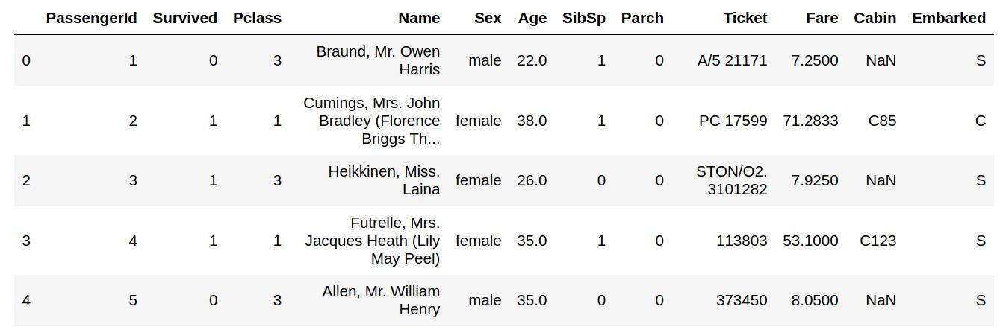 PassengerId Survived Pclass Name Sex Age SibSp Parch Ticket Fare Cabin Embarked
0 1 0 3 Braund, Mr. Owen Harris male 22.0 1 0 A/5 21171 7.2500 NaN S
1 2 1 1 Cumings, Mrs. John Bradley (Florence Briggs Th... female 38.0 1 0 PC 17599 71.2833 C85 C
2 3 1 3 Heikkinen, Miss. Laina female 26.0 0 0 STON/O2. 3101282 7.9250 NaN S
3 4 1 1 Futrelle, Mrs. Jacques Heath (Lily May Peel) female 35.0 1 0 113803 53.1000 C123 S
4 5 0 3 Allen, Mr. William Henry male 35.0 0 0 373450 8.0500 NaN S